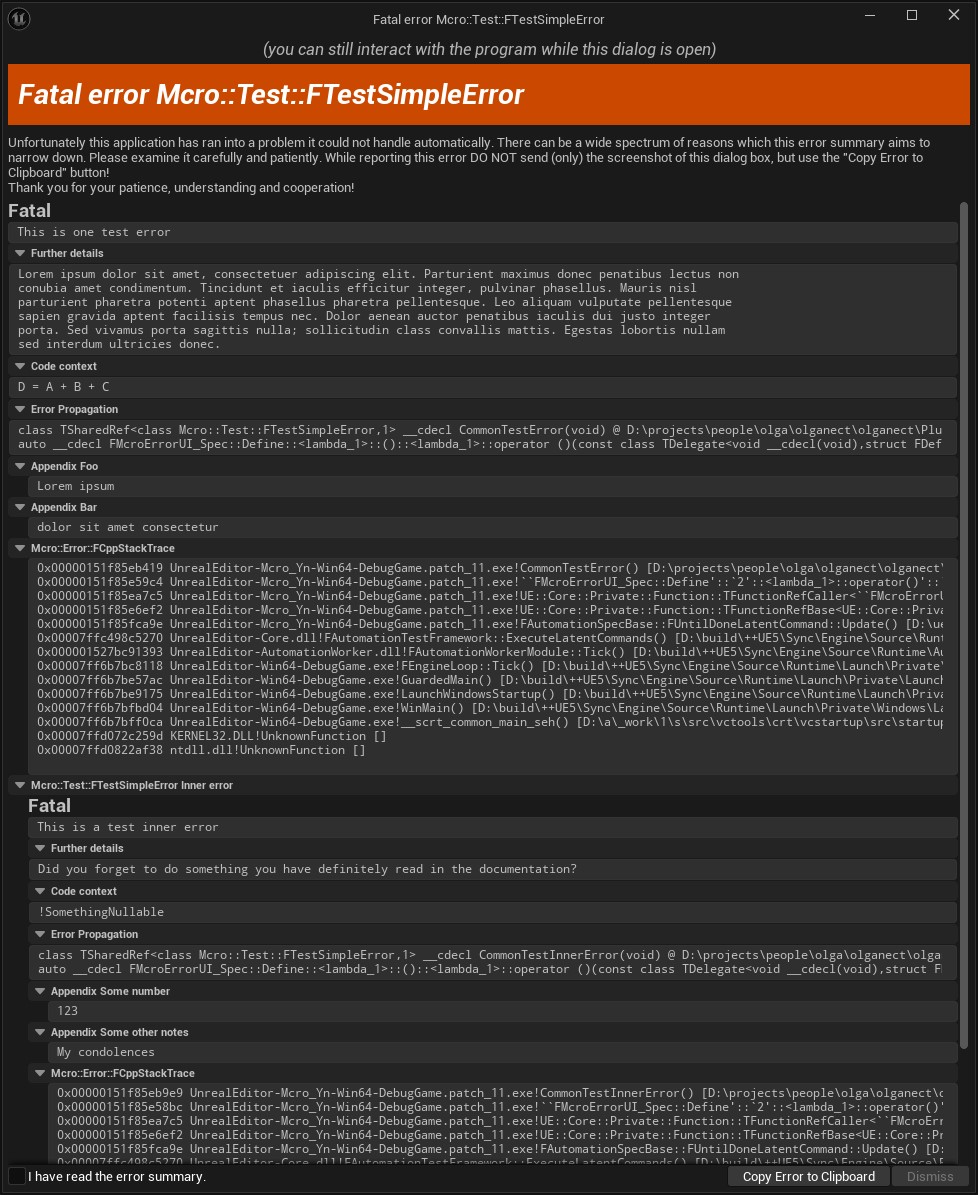 Fatal error Mcro::Test::FTestSimpleError
(you can still interact with the program while this dialog is open)
Fatal error Mcro::Test::FTestSimpleError
Unfortunately this application has ran into a problem it could not handle automatically. There can be a wide spectrum of reasons which this error summary aims to
narrow down. Please examine it carefully and patiently. While reporting this error DO NOT send (only) the screenshot of this dialog box, but use the "Copy Error to
Clipboard" button!
Thank you for your patience, understanding and cooperation!
Fatal
This is one test error
Further details
Lorem ipsum dolor sit amet, consectetuer adipiscing elit. Parturient maximus donec penatibus lectus non
conubia amet condimentum. Tincidunt et iaculis efficitur integer, pulvinar phasellus. Mauris nisl
parturient pharetra potenti aptent phasellus pharetra pellentesque. Leo aliquam vulputate pellentesque
sapien gravida aptent facilisis tempus nec. Dolor aenean auctor penatibus iaculis dui justo integer
porta. Sed vivamus porta sagittis nulla; sollicitudin class convallis mattis. Egestas lobortis nullam
sed interdum ultricies donec.
Code context
D = A + B + C
Error Propagation
class TSharedRef<class Mcro::Test::FTestSimpleError,1> __cdecl CommonTestError(void) @ D:\projects\people\olga\olganect\olganect\Plu
auto __cdecl FMcroErrorUI_Spec::Define::<lambda_1>::()::<lambda_1>::operator ()(const class TDelegate<void __cdecl(void),struct FDef
Appendix Foo
Lorem ipsum
Appendix Bar
dolor sit amet consectetur
Mcro::Error::FCppStackTrace
0x00000151f85eb419 UnrealEditor-Mcro_Yn-Win64-DebugGame.patch_11.exe!CommonTestError() [D:\projects\people\olga\olganect\olganect\
0x00000151f85e59c4 UnrealEditor-Mcro_Yn-Win64-DebugGame.patch_11.exe!``FMcroErrorUI_Spec::Define'::`2'::<lambda_1>::operator()'::`
0x00000151f85ea7c5 UnrealEditor-Mcro_Yn-Win64-DebugGame.patch_11.exe!UE::Core::Private::Function::TFunctionRefCaller<``FMcroErrorU
0x00000151f85e6ef2 UnrealEditor-Mcro_Yn-Win64-DebugGame.patch_11.exe!UE::Core::Private::Function::TFunctionRefBase<UE::Core::Priva
0x00000151f85fca9e UnrealEditor-Mcro_Yn-Win64-DebugGame.patch_11.exe!FAutomationSpecBase::FUntilDoneLatentCommand::Update() [D:\ue
0x00007ffc498c5270 UnrealEditor-Core.dll!FAutomationTestFramework::ExecuteLatentCommands() [D:\build\++UE5\Sync\Engine\Source\Runt
0x000001527bc91393 UnrealEditor-AutomationWorker.dll!FAutomationWorkerModule::Tick() [D:\build\++UE5\Sync\Engine\Source\Runtime\Au
0x00007ff6b7bc8118 UnrealEditor-Win64-DebugGame.exe!FEngineLoop::Tick() [D:\build\++UE5\Sync\Engine\Source\Runtime\Launch\Private\
0x00007ff6b7be57ac UnrealEditor-Win64-DebugGame.exe!GuardedMain() [D:\build\++UE5\Sync\Engine\Source\Runtime\Launch\Private\Launch
0x00007ff6b7be9175 UnrealEditor-Win64-DebugGame.exe!LaunchWindowsStartup() [D:\build\++UE5\Sync\Engine\Source\Runtime\Launch\Priva
0x00007ff6b7bfbd04 UnrealEditor-Win64-DebugGame.exe!WinMain() [D:\build\++UE5\Sync\Engine\Source\Runtime\Launch\Private\Windows\La
0x00007ff6b7bff0ca UnrealEditor-Win64-DebugGame.exe!__scrt_common_main_seh() [D:\a\_work\1\s\src\vctools\crt\vcstartup\src\startup
0x00007ffd072c259d KERNEL32.DLL!UnknownFunction []
0x00007ffd0822af38 ntdll.dll!UnknownFunction []
Mcro::Test::FTestSimpleError Inner error
Fatal
This is a test inner error
Further details
Did you forget to do something you have definitely read in the documentation?
Code context
!SomethingNullable
Error Propagation
class TSharedRef<class Mcro::Test::FTestSimpleError,1> __cdecl CommonTestInnerError(void) @ D:\projects\people\olga\olganect\olga
auto __cdecl FMcroErrorUI_Spec::Define::<lambda_1>::()::<lambda_1>::operator ()(const class TDelegate<void __cdecl(void),struct F
Appendix Some number
123
Appendix Some other notes
My condolences
Mcro::Error::FCppStackTrace
0x00000151f85eb9e9 UnrealEditor-Mcro_Yn-Win64-DebugGame.patch_11.exe!CommonTestInnerError() [D:\projects\people\olga\olganect\o
0x00000151f85e58bc UnrealEditor-Mcro_Yn-Win64-DebugGame.patch_11.exe!``FMcroErrorUI_Spec::Define'::`2'::<lambda_1>::operator()'
0x00000151f85ea7c5 UnrealEditor-Mcro_Yn-Win64-DebugGame.patch_11.exe!UE::Core::Private::Function::TFunctionRefCaller<``FMcroErr
0x00000151f85e6ef2 UnrealEditor-Mcro_Yn-Win64-DebugGame.patch_11.exe!UE::Core::Private::Function::TFunctionRefBase<UE::Core::Pr
0x00000151f85fca9e UnrealEditor-Mcro_Yn-Win64-DebugGame.patch_11.exe!FAutomationSpecBase::FUntilDoneLatentCommand::Update() [D:
0x00007ffc498c5270 UnrealEditor-Core.dll!FAutomationTestFramework::ExecuteLatentCommands() [D:\build\++UE5\Sync\Engine\Source\R
I have read the error summary.
Copy Error to Clipboard
Dismiss